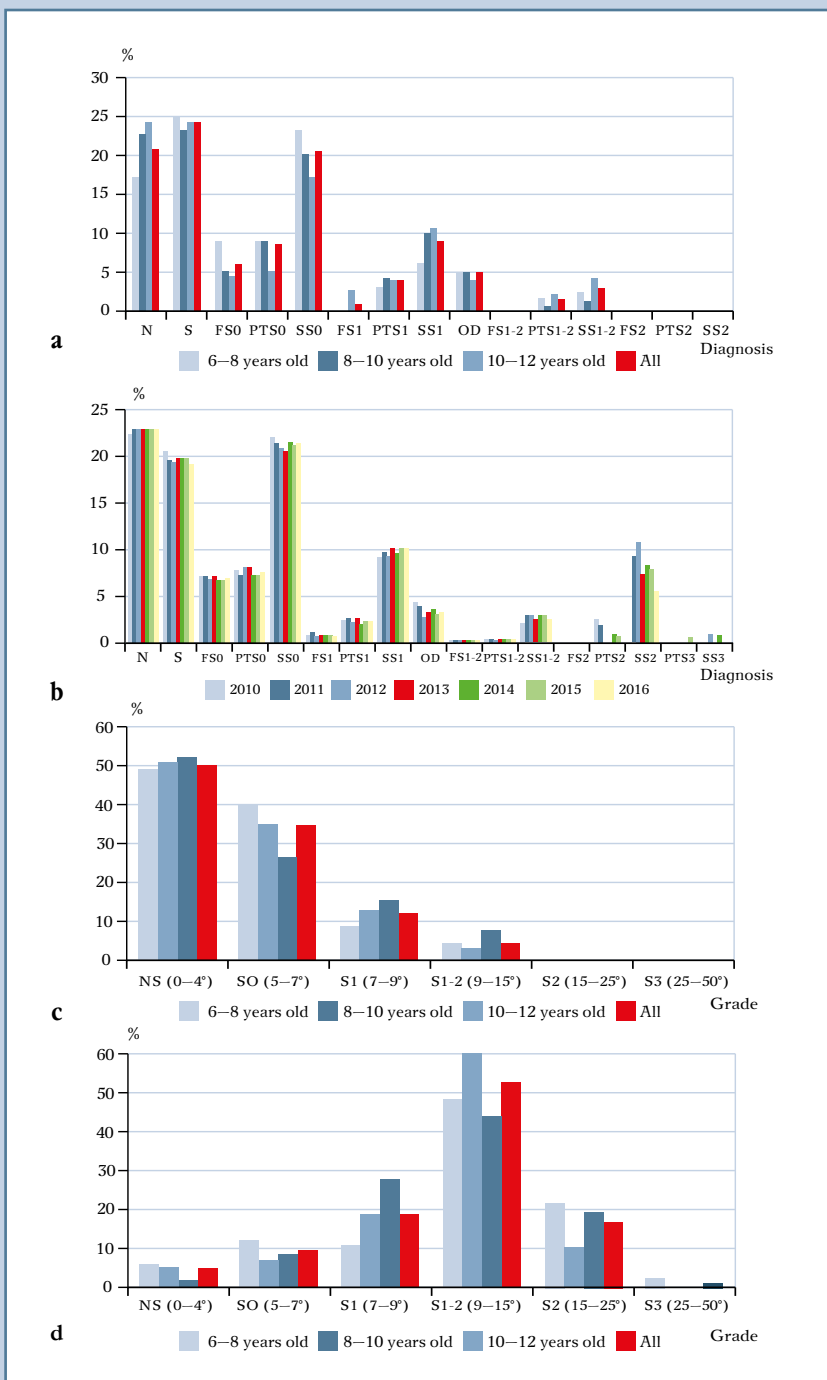 %
30
25
20
15
10
5
0
N S FS0 PTS0 SS0 FS1 PTS1 SS1 OD FS1-2 PTS1-2 SS1-2 FS2 PTS2 SS2
Diagnosis
a
6–8 years old 8–10 years old 10–12 years old All
%
25
20
15
10
5
0
N S FS0 PTS0 SS0 FS1 PTS1 SS1 OD FS1-2 PTS1-2 SS1-2 FS2 PTS2 SS2 PTS3 SS3
Diagnosis
b
2010 2011 2012 2013 2014 2015 2016
%
60
50
40
30
20
10
0
NS (0–4°) SO (5–7°) S1 (7–9°) S1-2 (9–15°) S2 (15–25°) S3 (25–50°)
Grade
c
6–8 years old 8–10 years old 10–12 years old All
%
60
50
40
30
20
10
0
NS (0–4°) SO (5–7°) S1 (7–9°) S1-2 (9–15°) S2 (15–25°) S3 (25–50°)
d
6–8 years old 8–10 years old 10–12 years old All
Grade